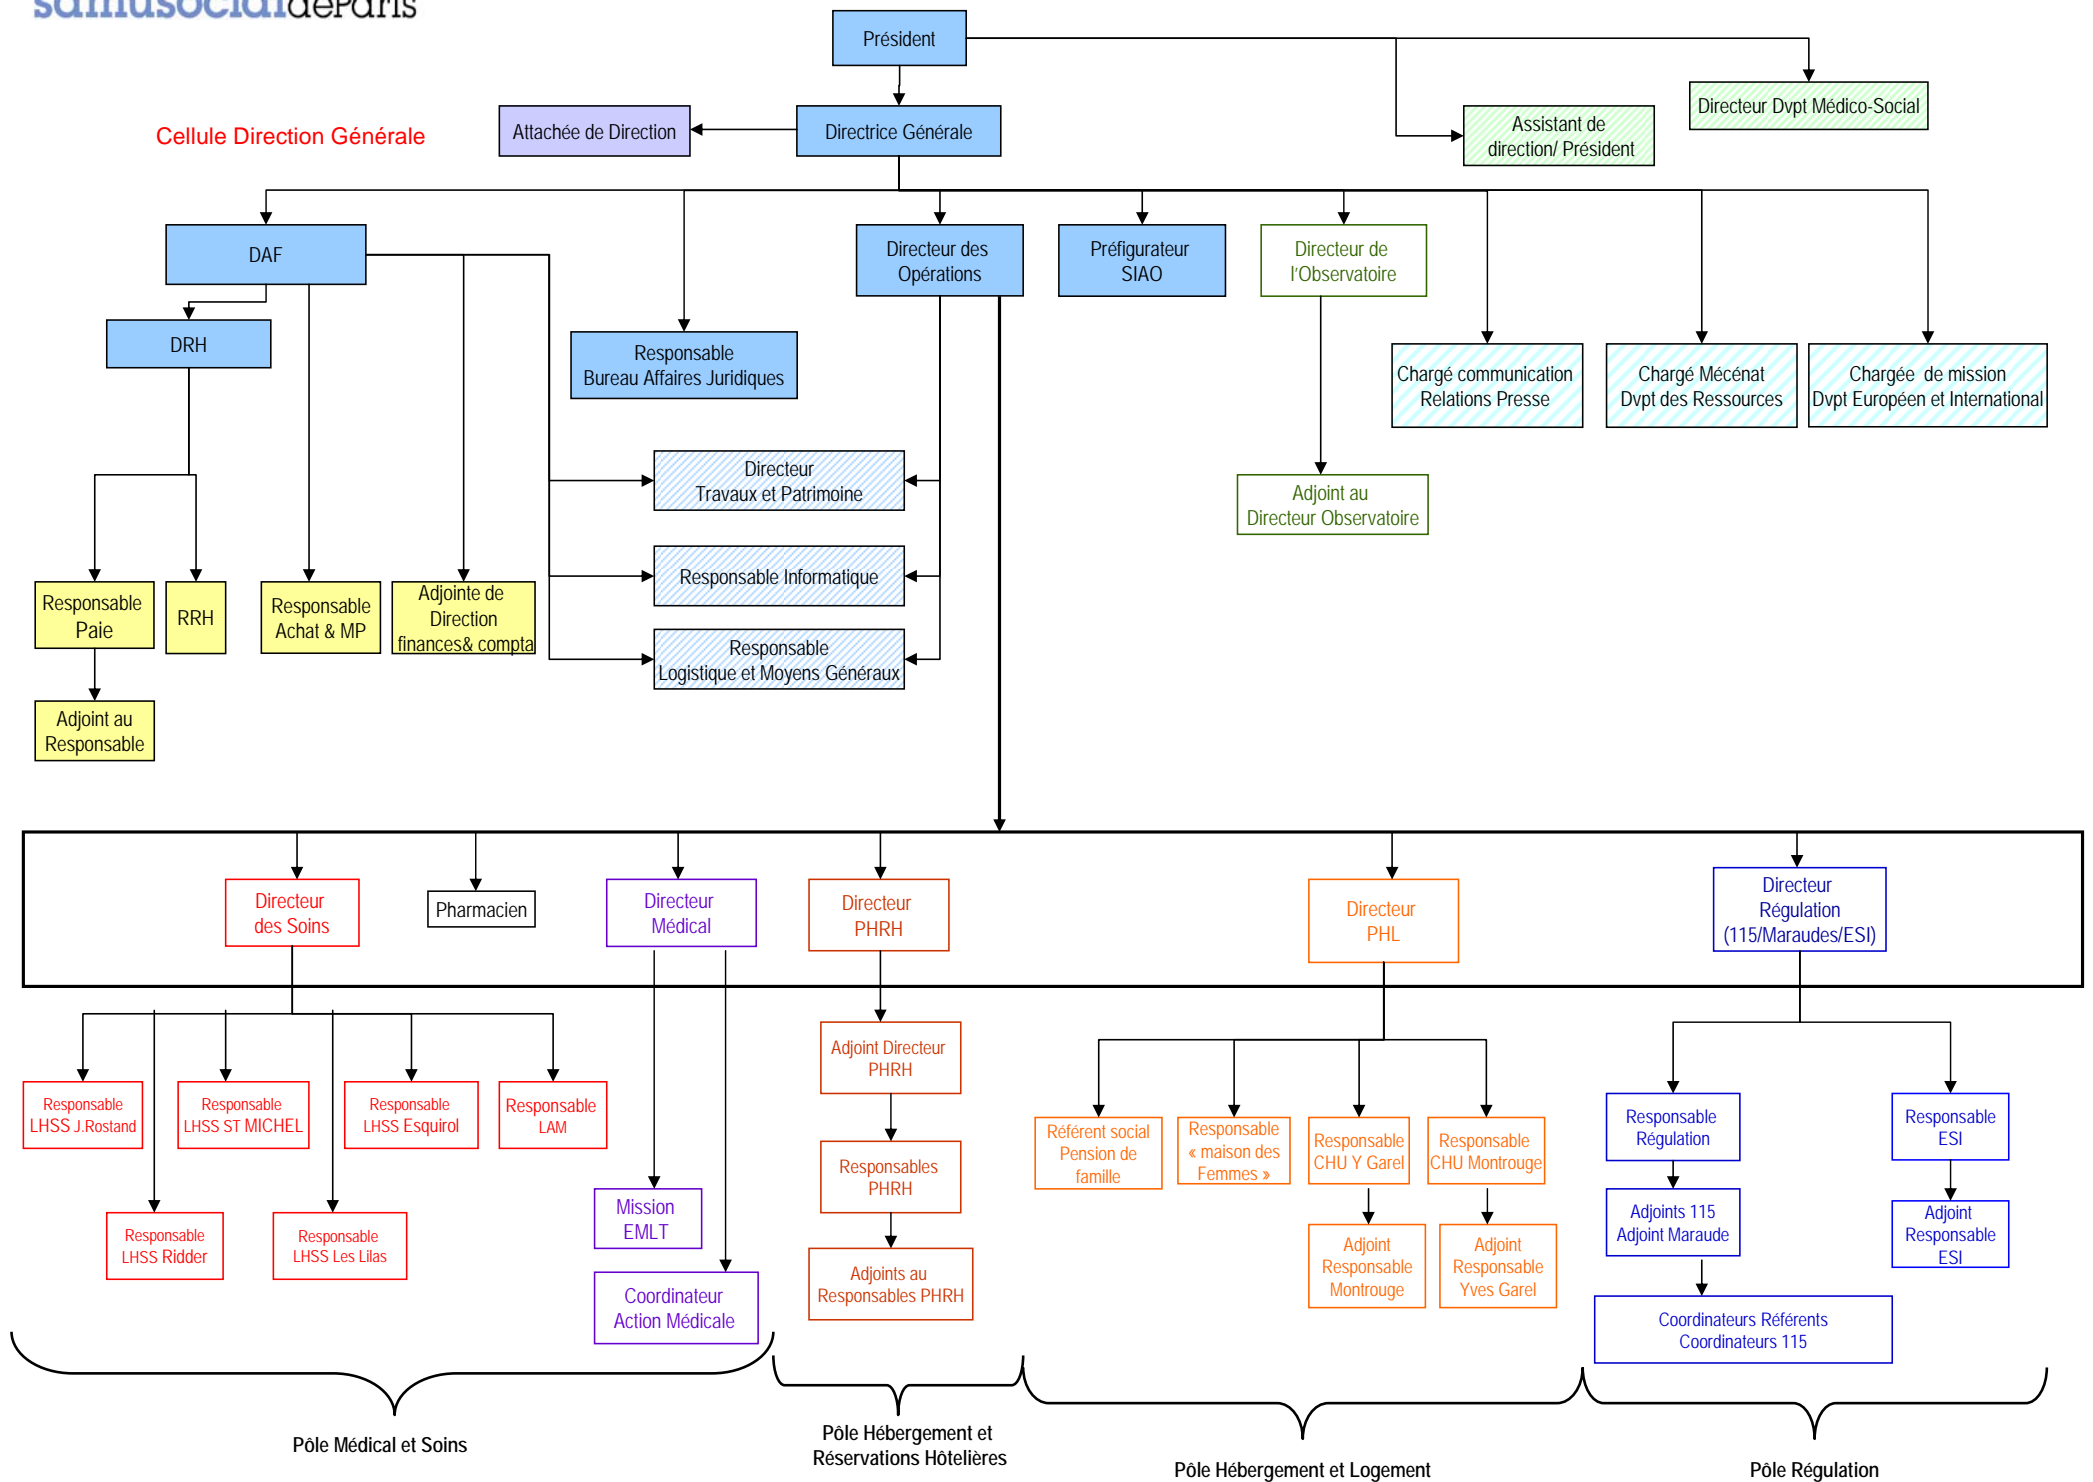 samusocialdeParis
Président
Directeur Dvpt Médico-Social
Cellule Direction Générale
Attachée de Direction
Directrice Générale
Assistant de
direction/ Président
DAF
Directeur des
Opérations
Préfigurateur
SIAO
Directeur de
l'Observatoire
DRH
Responsable
Bureau Affaires Juridiques
Chargé communication
Relations Presse
Chargé Mécénat
Dvpt des Ressources
Chargée de mission
Dvpt Européen et International
Directeur
Travaux et Patrimoine
Adjoint au
Directeur Observatoire
Responsable Informatique
Responsable
Paie
RRH
Responsable
Achat & MP
Adjointe de
Direction
finances& compta
Responsable
Logistique et Moyens Généraux
Adjoint au
Responsable
Directeur
des Soins
Pharmacien
Directeur
Médical
Directeur
PHRH
Directeur
PHL
Directeur
Régulation
(115/Maraudes/ESI)
Adjoint Directeur
PHRH
Responsable
LHSS J.Rostand
Responsable
LHSS ST MICHEL
Responsable
LHSS Esquirol
Responsable
LAM
Référent social
Pension de
famille
Responsable
« maison des
Femmes »
Responsable
CHU Y Garel
Responsable
CHU Montrouge
Responsable
Régulation
Responsable
ESI
Responsables
PHRH
Mission
EMLT
Responsable
LHSS Ridder
Responsable
LHSS Les Lilas
Adjoints 115
Adjoint Maraude
Adjoint
Responsable
ESI
Adjoint
Responsable
Montrouge
Adjoint
Responsable
Yves Garel
Adjoints au
Responsables PHRH
Coordinateur
Action Médicale
Coordinateurs Référents
Coordinateurs 115
Pôle Médical et Soins
Pôle Hébergement et
Réservations Hôtelières
Pôle Hébergement et Logement
Pôle Régulation